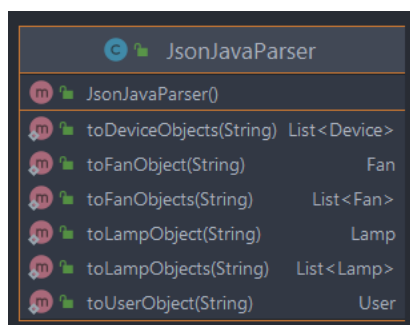 C JsonJavaParser
m JsonJavaParser()
m toDeviceObjects(String) List<Device>
m toFanObject(String) Fan
m toFanObjects(String) List<Fan>
m toLampObject(String) Lamp
m toLampObjects(String) List<Lamp>
m toUserObject(String) User